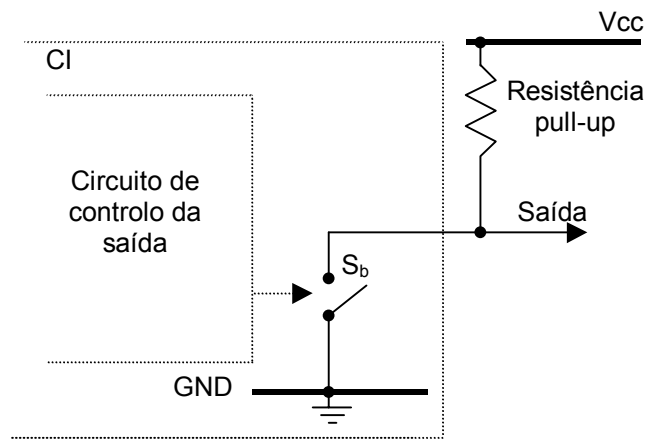 Vcc
CI
Resistência
pull-up
Circuito de
controlo da
saída
Saída
Sb
GND